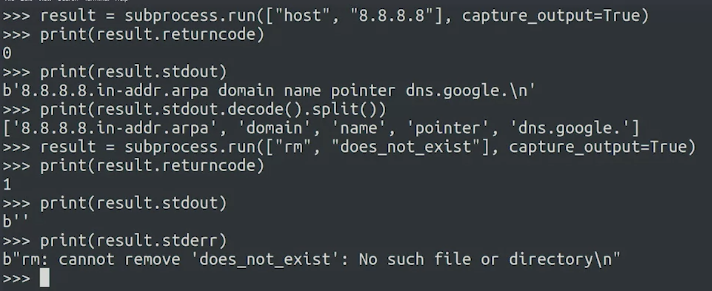 >>> result = subprocess.run(["host", "8.8.8.8"], capture_output=True)
>>> print(result.returncode)
0
>>> print(result.stdout)
b'8.8.8.8.in-addr.arpa domain name pointer dns.google.\n'
>>> print(result.stdout.decode().split())
['8.8.8.8.in-addr.arpa', 'domain', 'name', 'pointer', 'dns.google.']
>>> result = subprocess.run(["rm", "does_not_exist"], capture_output=True)
>>> print(result.returncode)
1
>>> print(result.stdout)
b''
>>> print(result.stderr)
b"rm: cannot remove 'does_not_exist': No such file or directory\n"
>>>